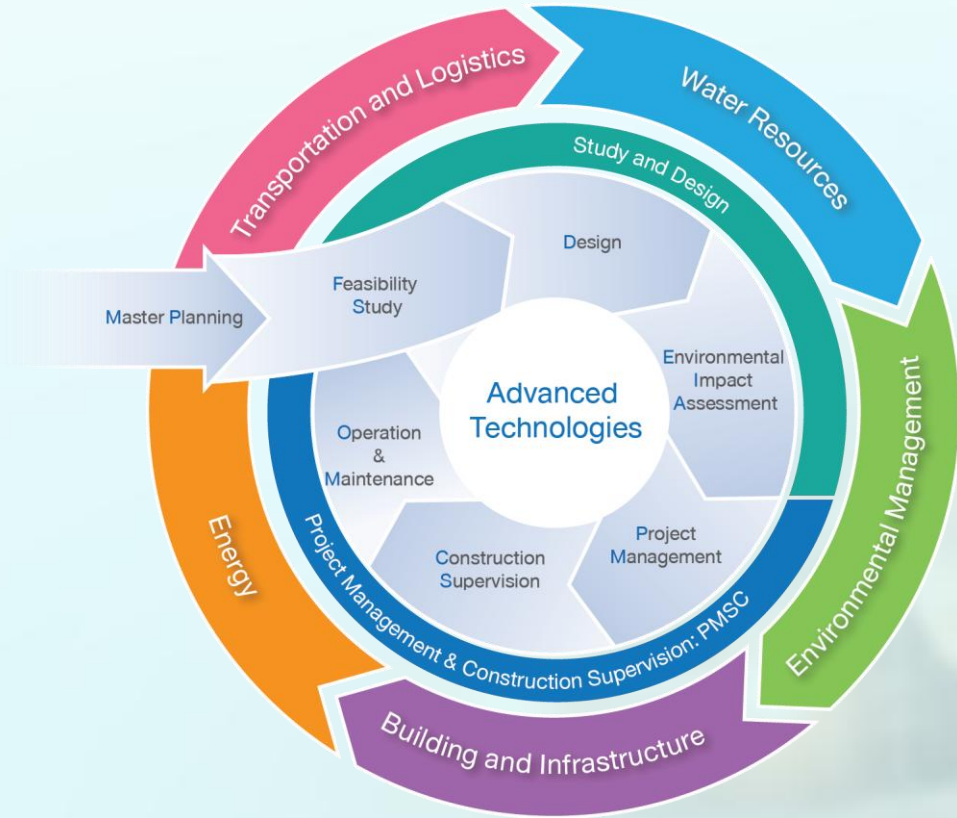 Transportation and Logistics
Water Resources
Environmental Management
Building and Infrastructure
Energy
Study and Design
Project Management & Construction Supervision: PMSC
Master Planning
Feasibility
Study
Design
Environmental
Impact
Assessment
Project
Management
Construction
Supervision
Operation
&
Maintenance
Advanced
Technologies